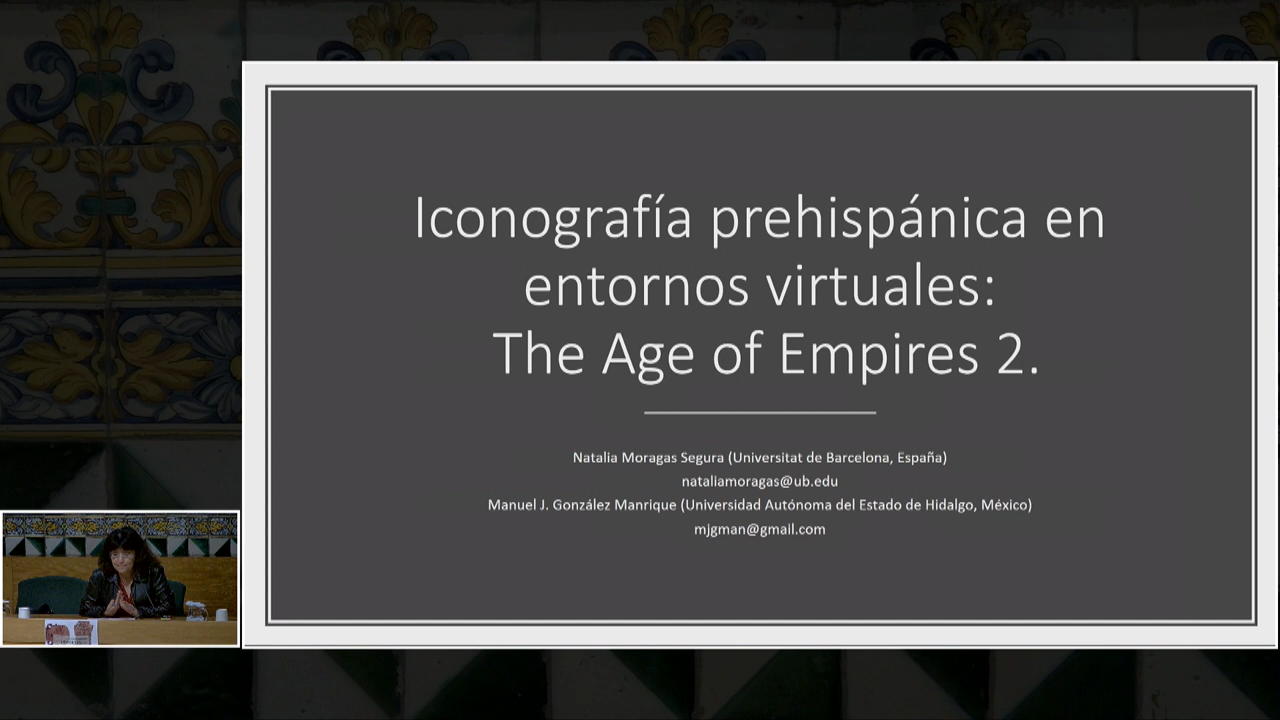 Iconografía prehispánica en
entornos virtuales:
The Age of Empires 2.
Natalia Moragas Segura (Universitat de Barcelona, España)
nataliamoragas@ub.edu
Manuel J. González Manrique (Universidad Autónoma del Estado de Hidalgo, México)
mjgman@gmail.com